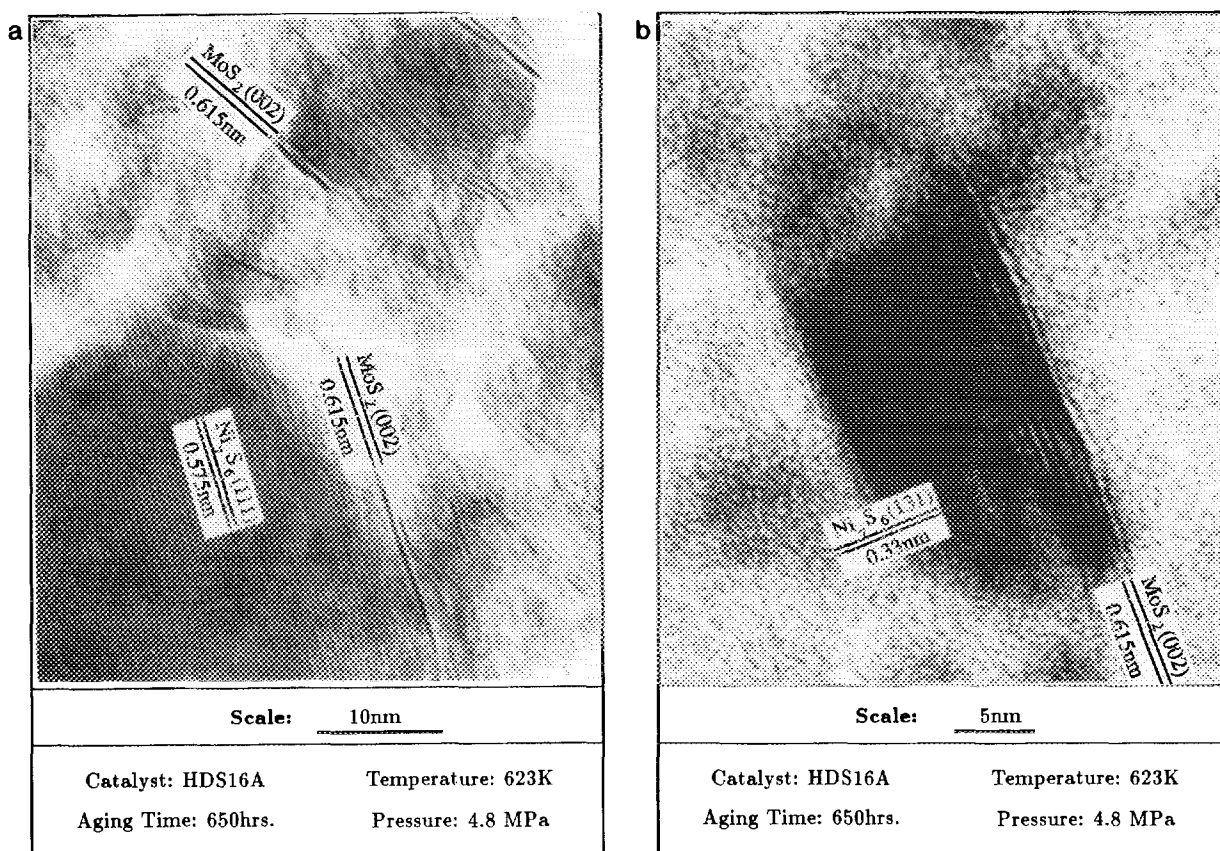 a
MoS2 (002)
0.615nm
MoS2 (002)
0.615nm
Ni7S6(111)
0.575nm
Scale: 10nm
Catalyst: HDS16A Temperature: 623K
Aging Time: 650hrs. Pressure: 4.8 MPa
b
Ni7S6(131)
0.33nm
MoS2 (002)
0.615nm
Scale: 5nm
Catalyst: HDS16A Temperature: 623K
Aging Time: 650hrs. Pressure: 4.8 MPa